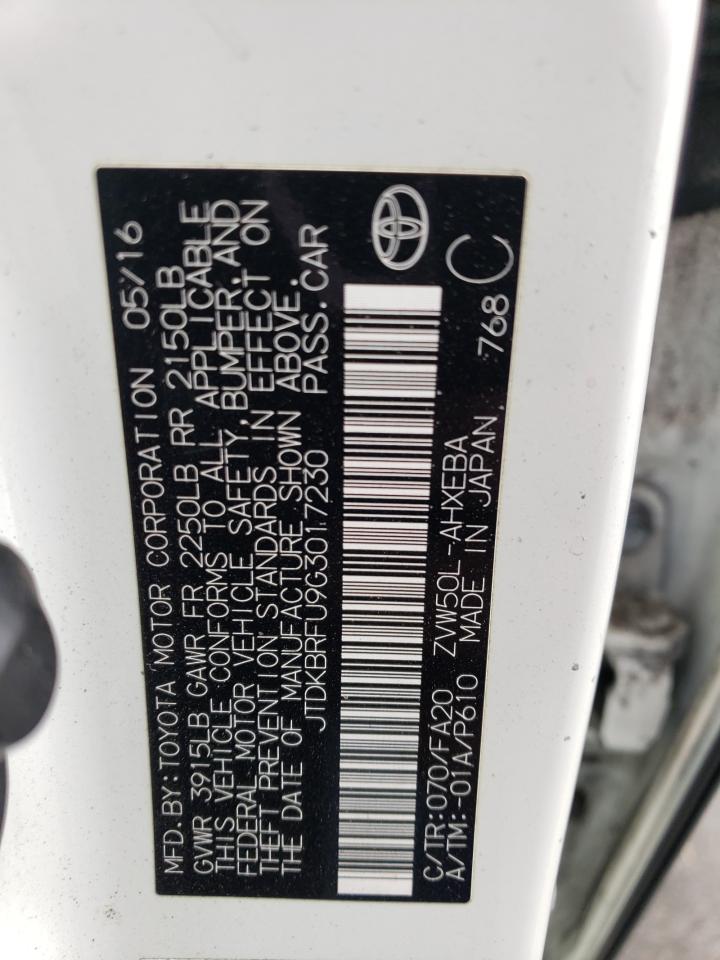 MFD. BY: TOYOTA MOTOR CORPORATION 05/16
GVWR 3915LB GAWR FR 2250LB RR 2150LB
THIS VEHICLE CONFORMS TO ALL APPLICABLE
FEDERAL MOTOR VEHICLE SAFETY, BUMPER, AND
THEFT PREVENTION STANDARDS IN EFFECT ON
THE DATE OF MANUFACTURE SHOWN ABOVE.
JTDKBRFU9G3017230 PASS. CAR
C/TR: 070/FA20 ZVW50L-AHXEBA 768 C
A/TM: -01A/P610 MADE IN JAPAN